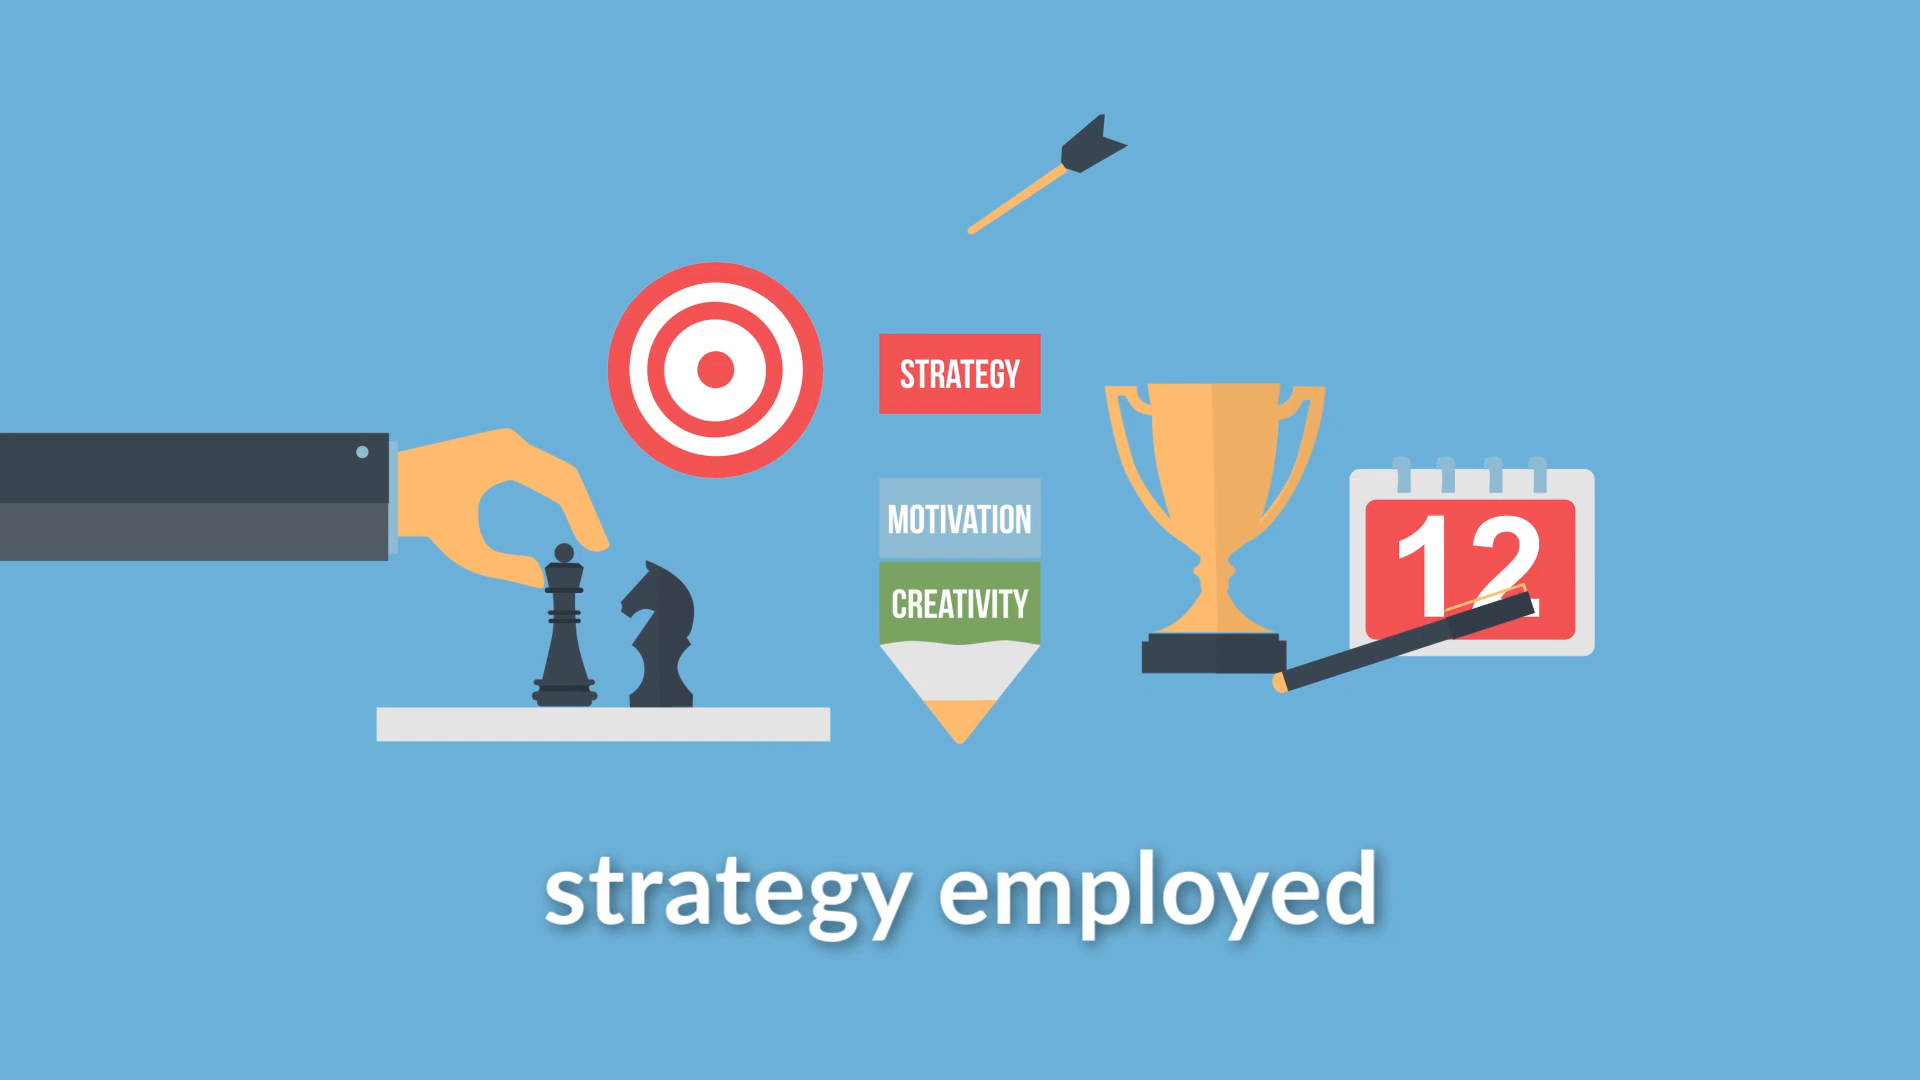 STRATEGY
MOTIVATION
CREATIVITY
12
strategy employed